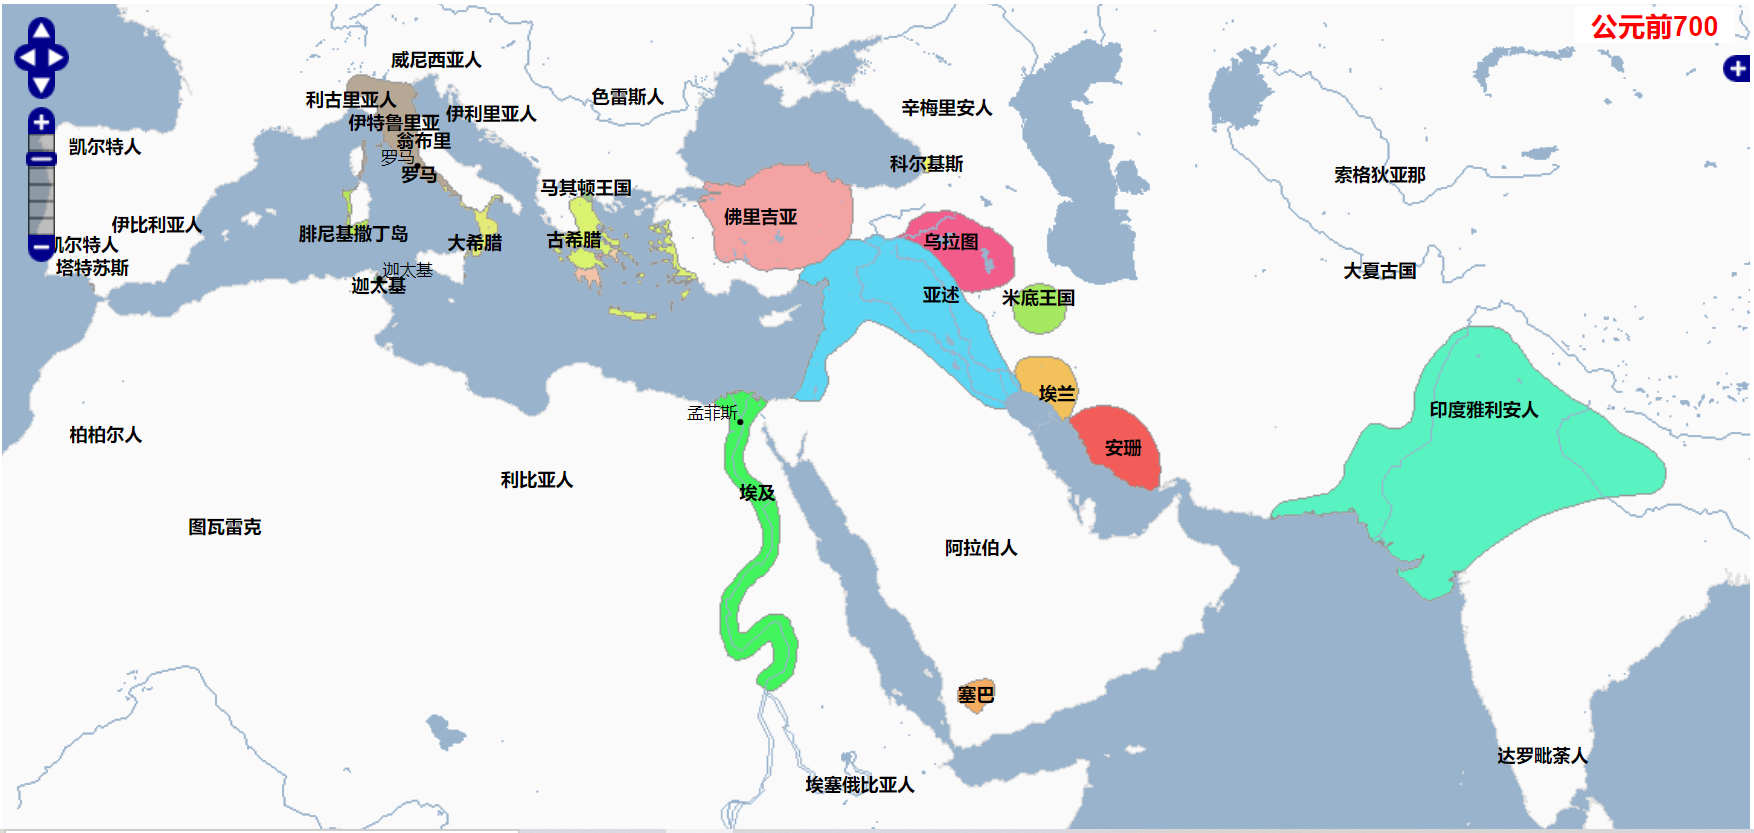 公元前700
威尼西亚人
利古里亚人
色雷斯人
辛梅里安人
伊特鲁里亚
伊利里亚人
翁布里
凯尔特人
罗马
罗马
科尔基斯
索格狄亚那
马其顿王国
伊比利亚人
腓尼基撒丁岛
大希腊
古希腊
佛里吉亚
乌拉图
凯尔特人
塔特苏斯
迦太基
迦太基
大夏古国
亚述
米底王国
埃兰
孟菲斯
印度雅利安人
柏柏尔人
安珊
利比亚人
埃及
图瓦雷克
阿拉伯人
塞巴
埃塞俄比亚人
达罗毗荼人